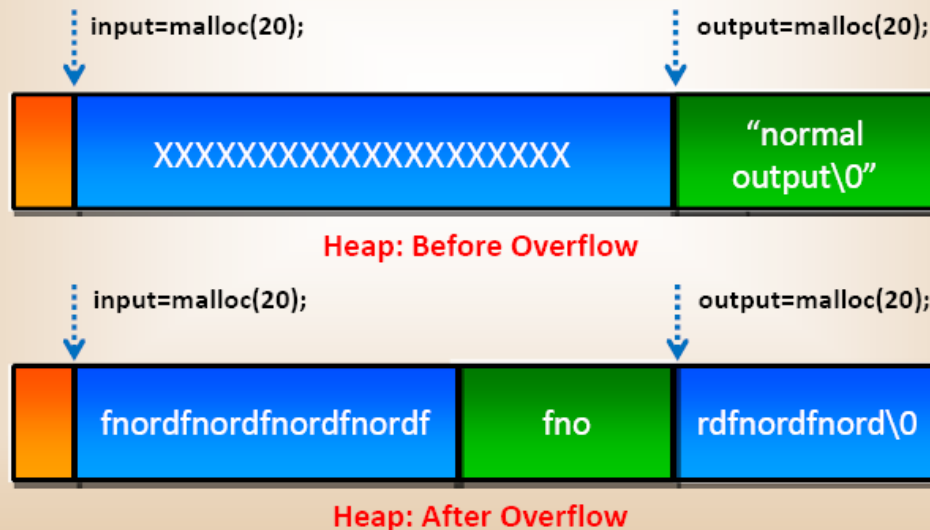 input=malloc(20); output=malloc(20);
XXXXXXXXXXXXXXXXXXXX
“normal
output\0”
Heap: Before Overflow
input=malloc(20); output=malloc(20);
fnordfnordfnordfnordf fno rdfnordfnord\0
Heap: After Overflow